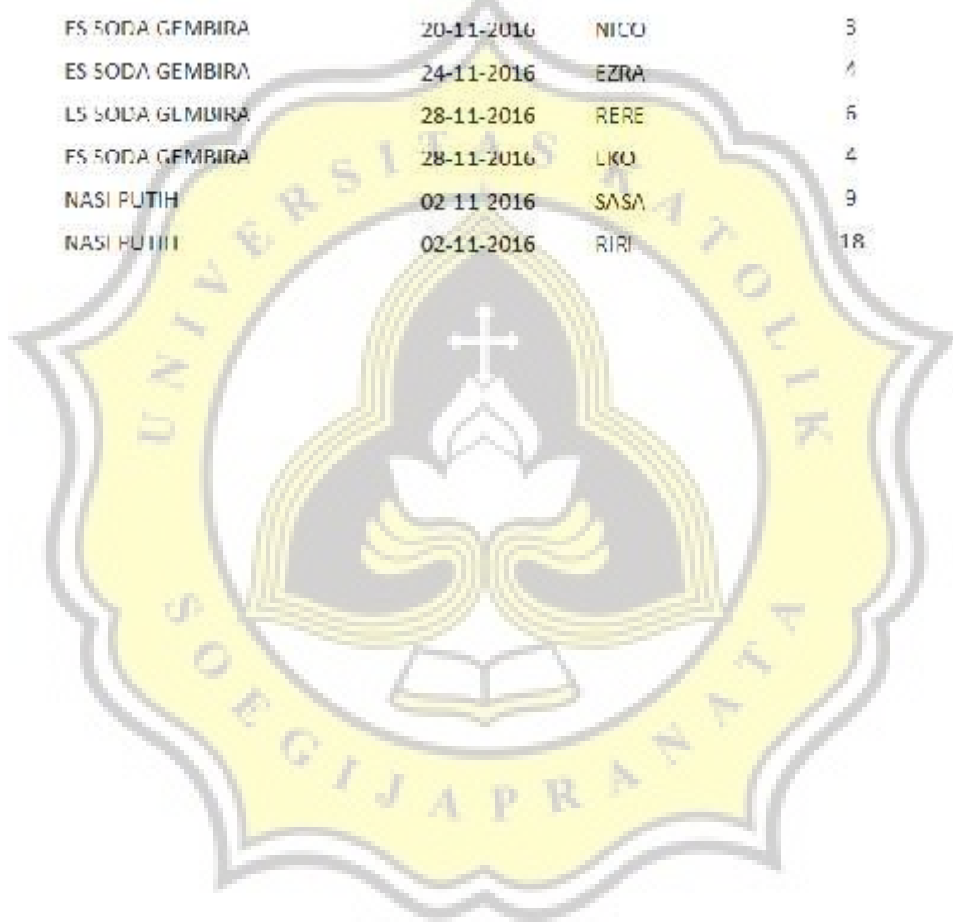 ES SODA GEMBIRA 20-11-2016 NICO 3
ES SODA GEMBIRA 24-11-2016 EZRA 4
ES SODA GEMBIRA 28-11-2016 RERE 6
ES SODA GEMBIRA 28-11-2016 EKO 4
NASI PUTIH 02-11-2016 SASA 9
NASI PUTIH 02-11-2016 RIRI 18
UNIVERSITAS KATOLIK
SOEGIJAPRANATA